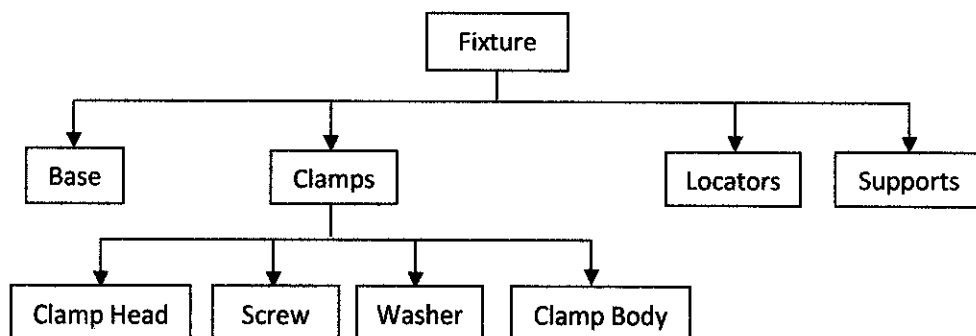 Fixture
Base
Clamps
Locators
Supports
Clamp Head
Screw
Washer
Clamp Body